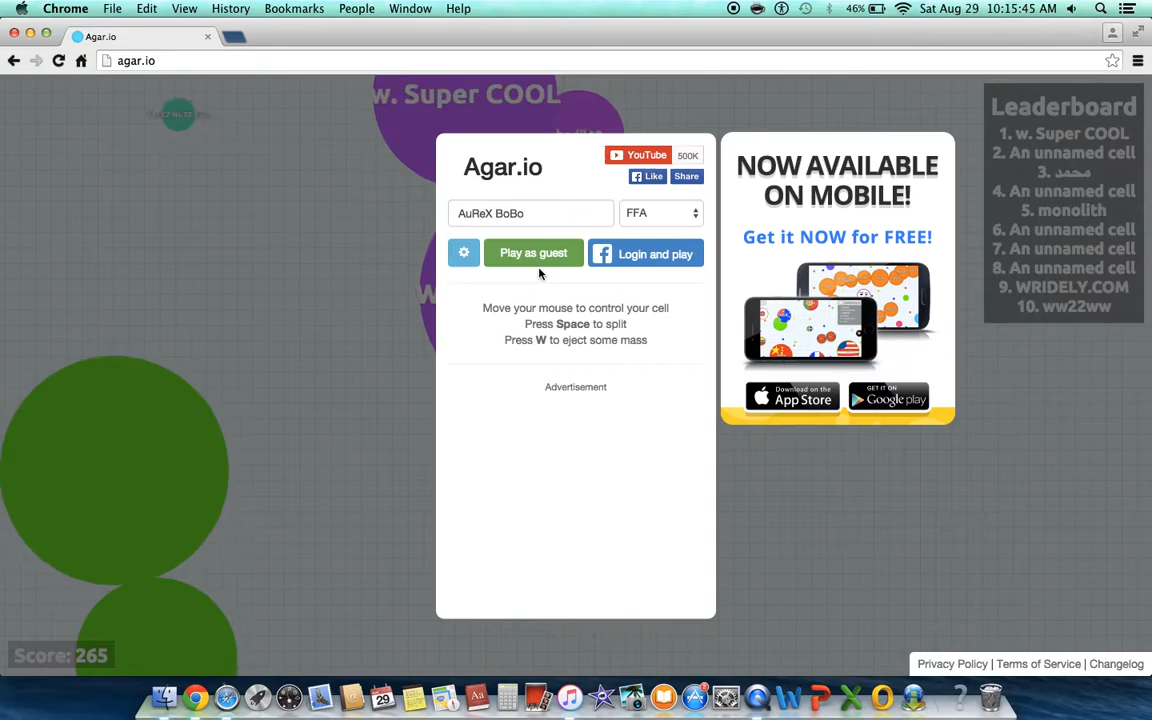 Chrome File Edit View History Bookmarks People Window Help 46% Sat Aug 29 10:15:45 AM
Agar.io
agar.io
w. Super COOL
Agar.io
YouTube 500K
Like Share
AuReX BoBo FFA
Play as guest Login and play
Move your mouse to control your cell
Press Space to split
Press W to eject some mass
Advertisement
NOW AVAILABLE
ON MOBILE!
Get it NOW for FREE!
Download on the
App Store
GET IT ON
Google play
Leaderboard
1. w. Super COOL
2. An unnamed cell
3. محمد
4. An unnamed cell
5. monolith
6. An unnamed cell
7. An unnamed cell
8. An unnamed cell
9. WRIDELY.COM
10. ww22ww
Score: 265
Privacy Policy | Terms of Service | Changelog